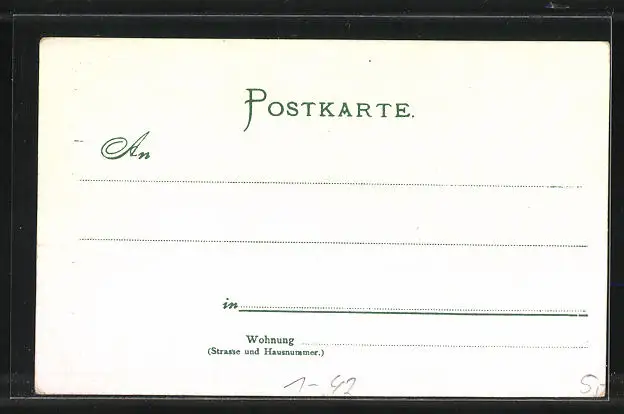 POSTKARTE.
An
in
Wohnung
(Strasse und Hausnummer.)
1-42